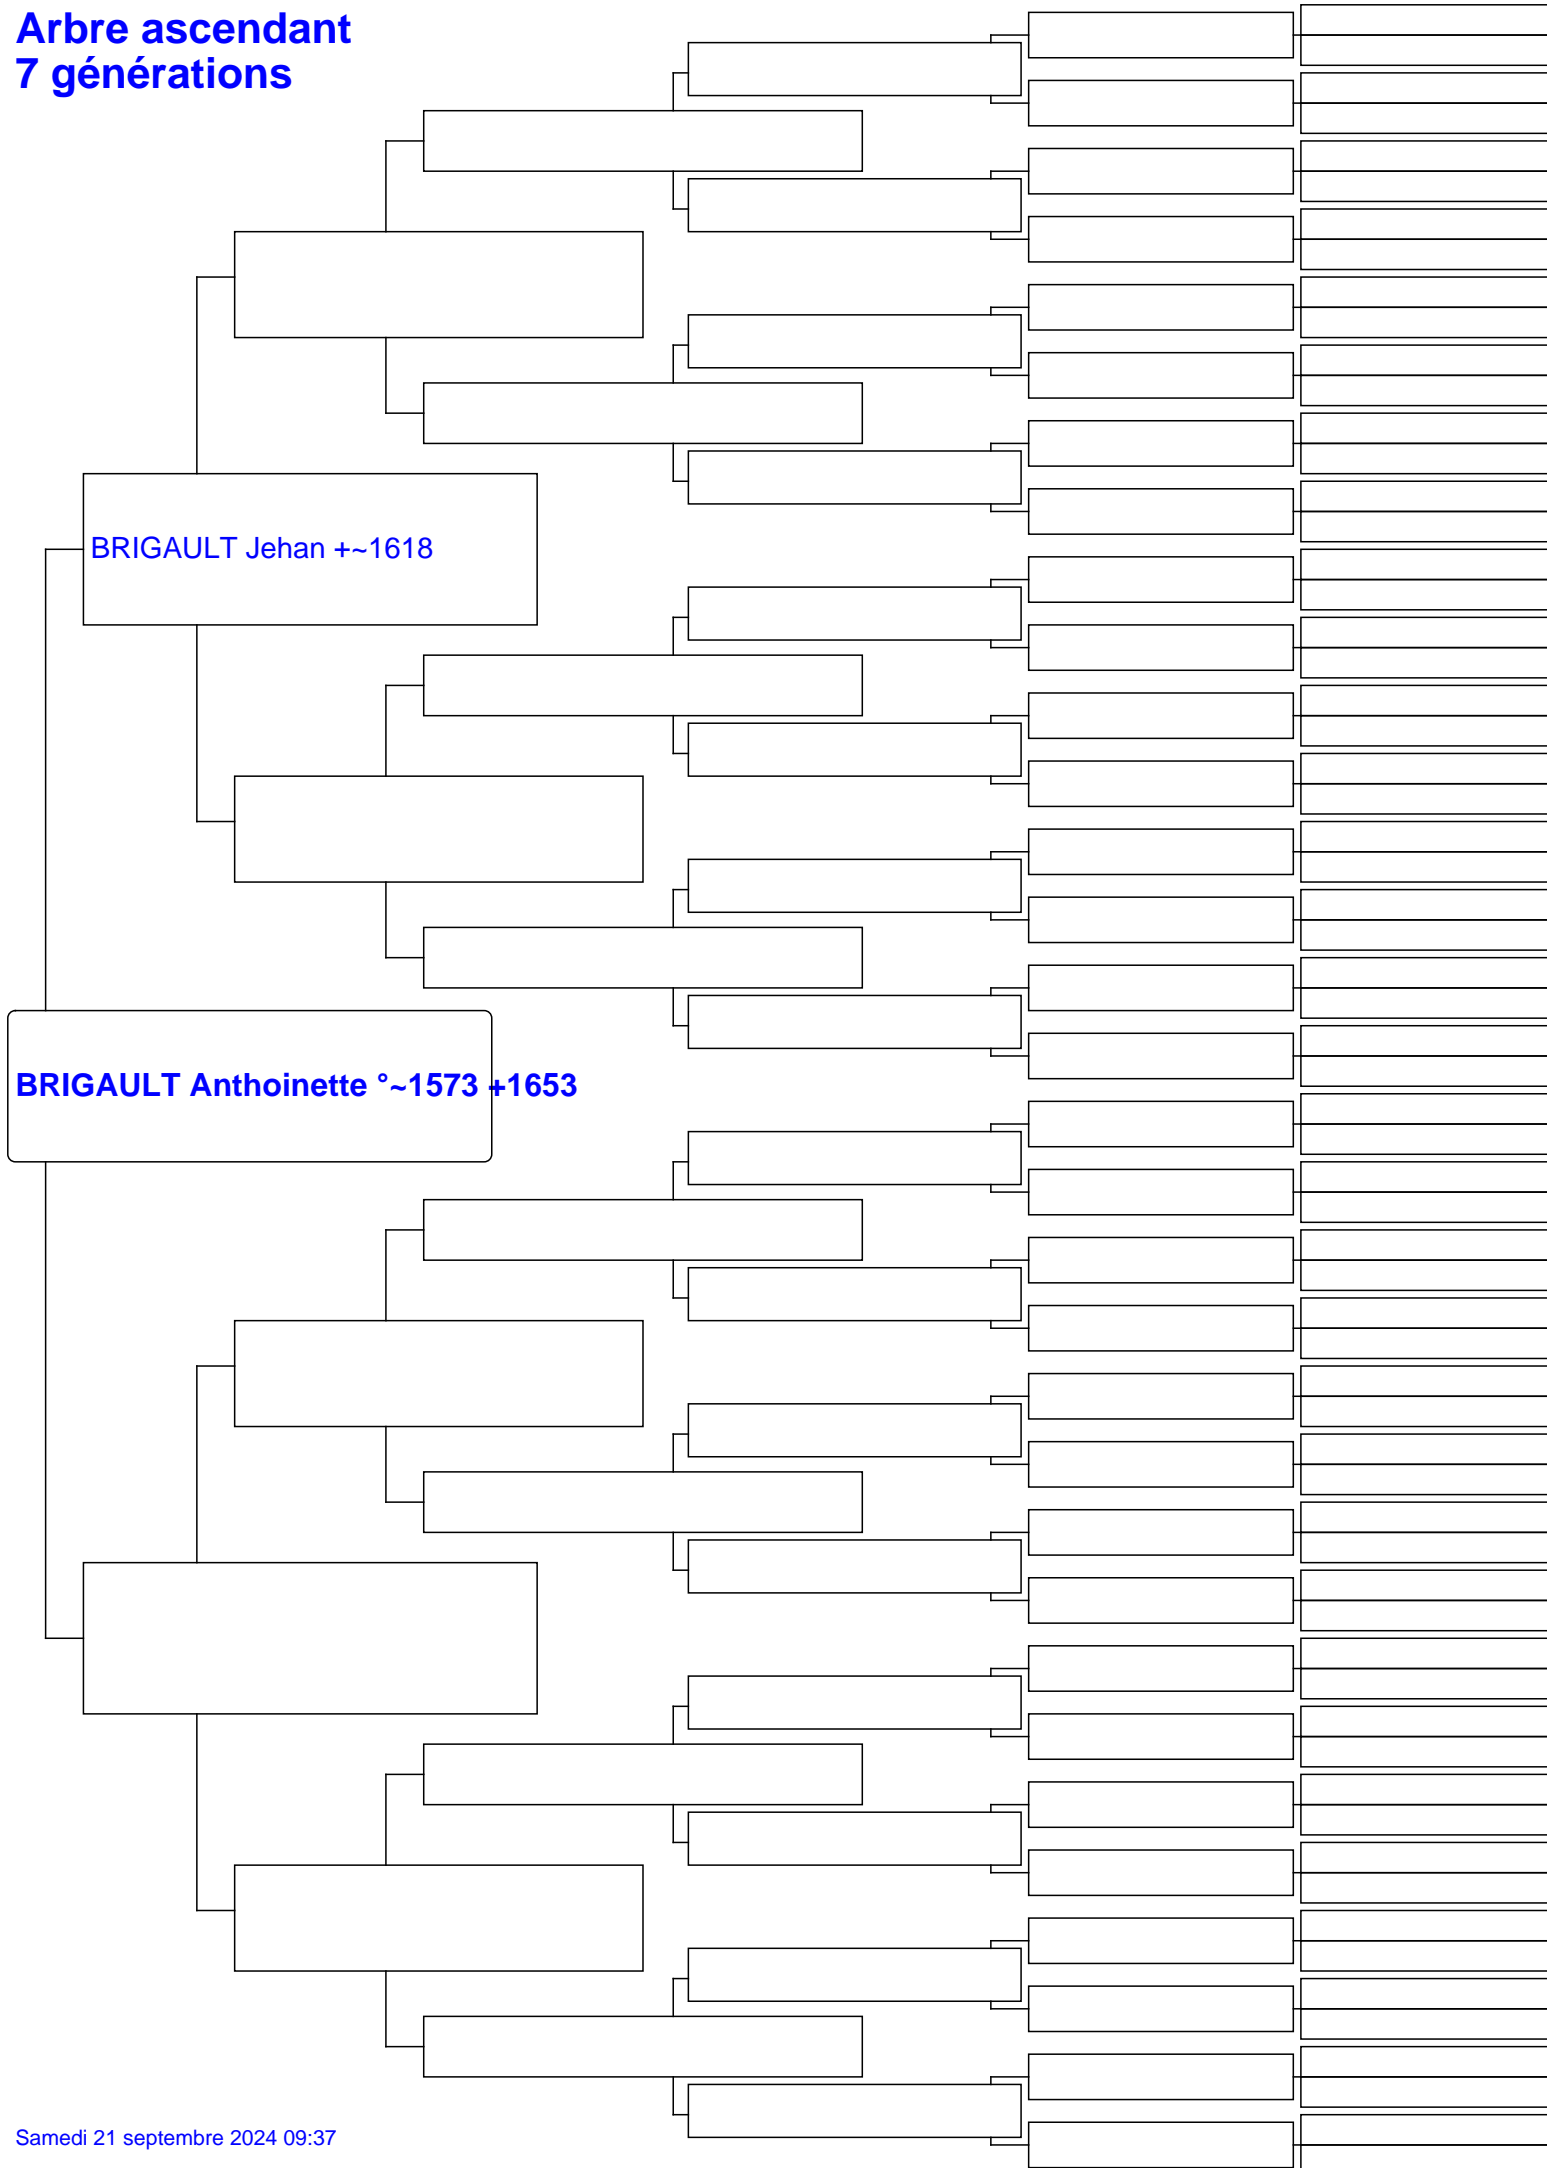 Arbre ascendant
7 générations
BRIGAULT Jehan +~1618
BRIGAULT Anthoinette °~1573 +1653
Samedi 21 septembre 2024 09:37